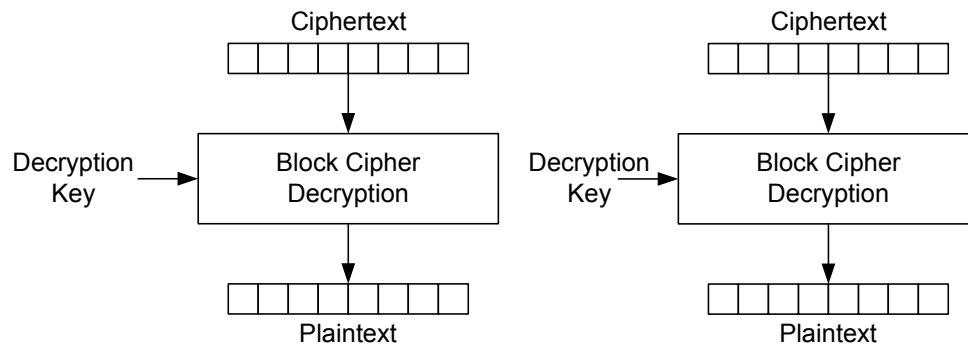 Ciphertext
Ciphertext
Decryption
Key
Block Cipher
Decryption
Decryption
Key
Block Cipher
Decryption
Plaintext
Plaintext